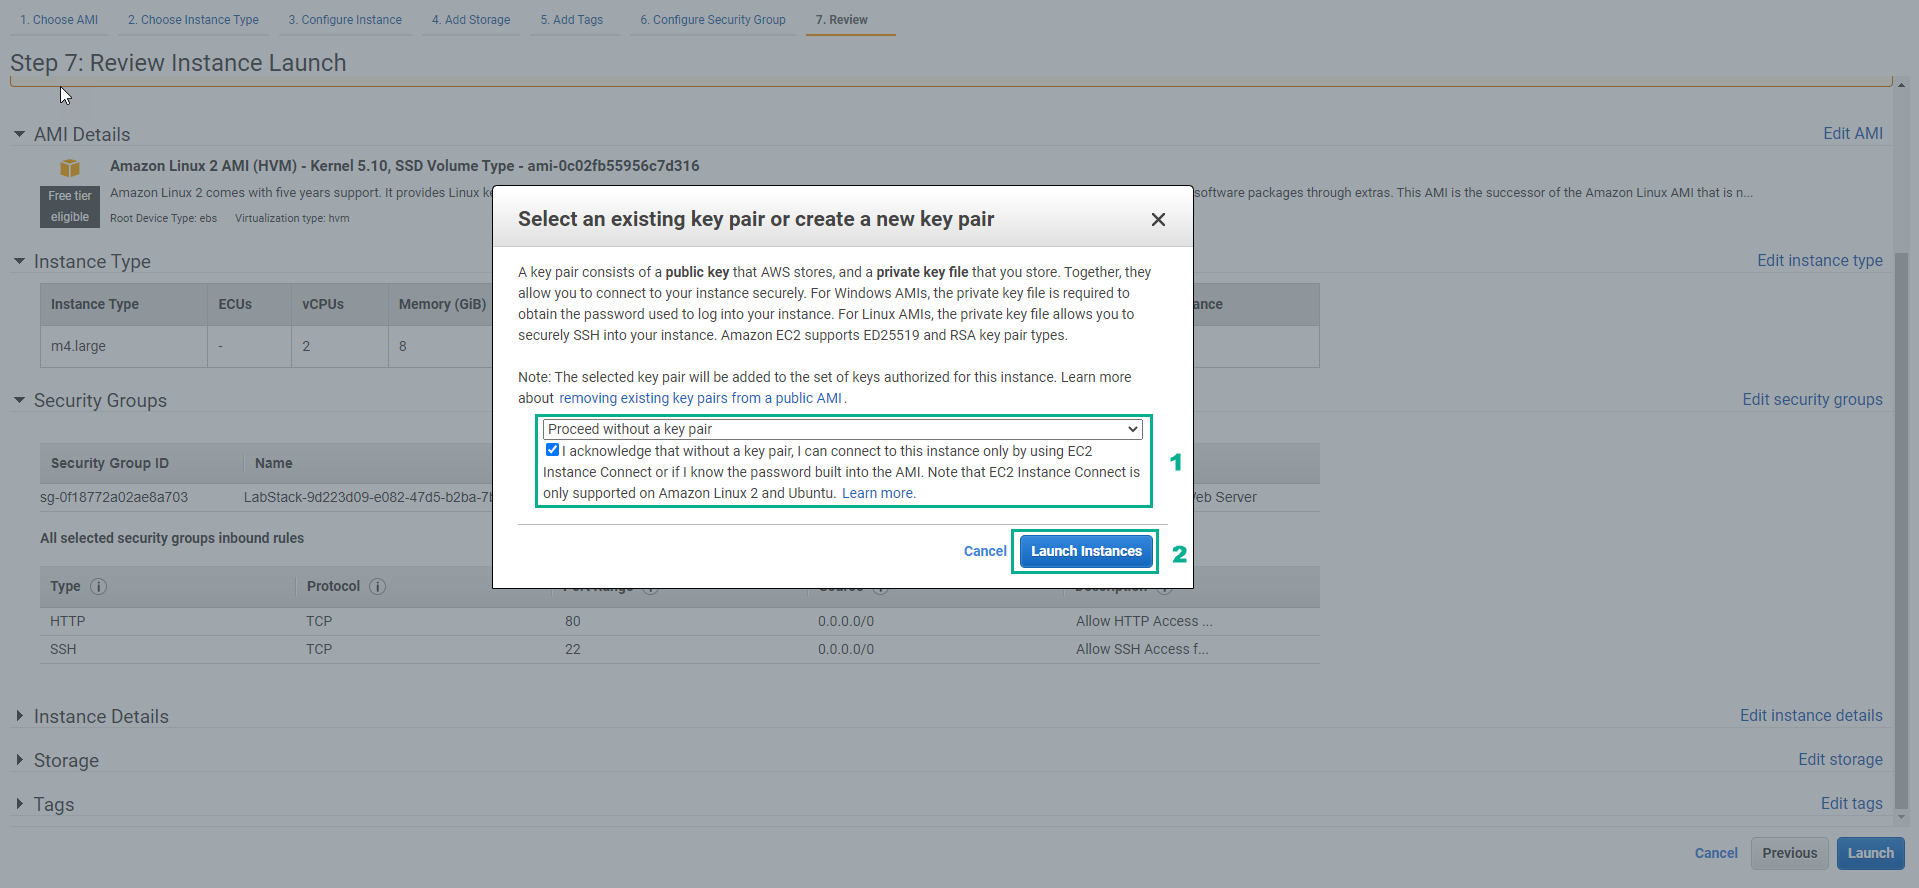 1. Choose AMI 2. Choose Instance Type 3. Configure Instance 4. Add Storage 5. Add Tags 6. Configure Security Group 7. Review
Step 7: Review Instance Launch
AMI Details Edit AMI
Amazon Linux 2 AMI (HVM) - Kernel 5.10, SSD Volume Type - ami-0c02fb55956c7d316
Free tier eligible
Amazon Linux 2 comes with five years support. It provides Linux software packages through extras. This AMI is the successor of the Amazon Linux AMI that is n...
Root Device Type: ebs Virtualization type: hvm
Instance Type Edit instance type
Instance Type ECUs vCPUs Memory (GiB)
m4.large - 2 8
Security Groups Edit security groups
Security Group ID Name
sg-0f18772a02ae8a703 LabStack-9d223d09-e082-47d5-b2ba-7 Web Server
All selected security groups inbound rules
Type Protocol Port Range Source Description
HTTP TCP 80 0.0.0.0/0 Allow HTTP Access ...
SSH TCP 22 0.0.0.0/0 Allow SSH Access f...
Instance Details Edit instance details
Storage Edit storage
Tags Edit tags
Cancel Previous Launch
Select an existing key pair or create a new key pair
A key pair consists of a public key that AWS stores, and a private key file that you store. Together, they
allow you to connect to your instance securely. For Windows AMIs, the private key file is required to
obtain the password used to log into your instance. For Linux AMIs, the private key file allows you to
securely SSH into your instance. Amazon EC2 supports ED25519 and RSA key pair types.
Note: The selected key pair will be added to the set of keys authorized for this instance. Learn more
about removing existing key pairs from a public AMI.
Proceed without a key pair
I acknowledge that without a key pair, I can connect to this instance only by using EC2
Instance Connect or if I know the password built into the AMI. Note that EC2 Instance Connect is
only supported on Amazon Linux 2 and Ubuntu. Learn more.
1
Cancel Launch Instances
2